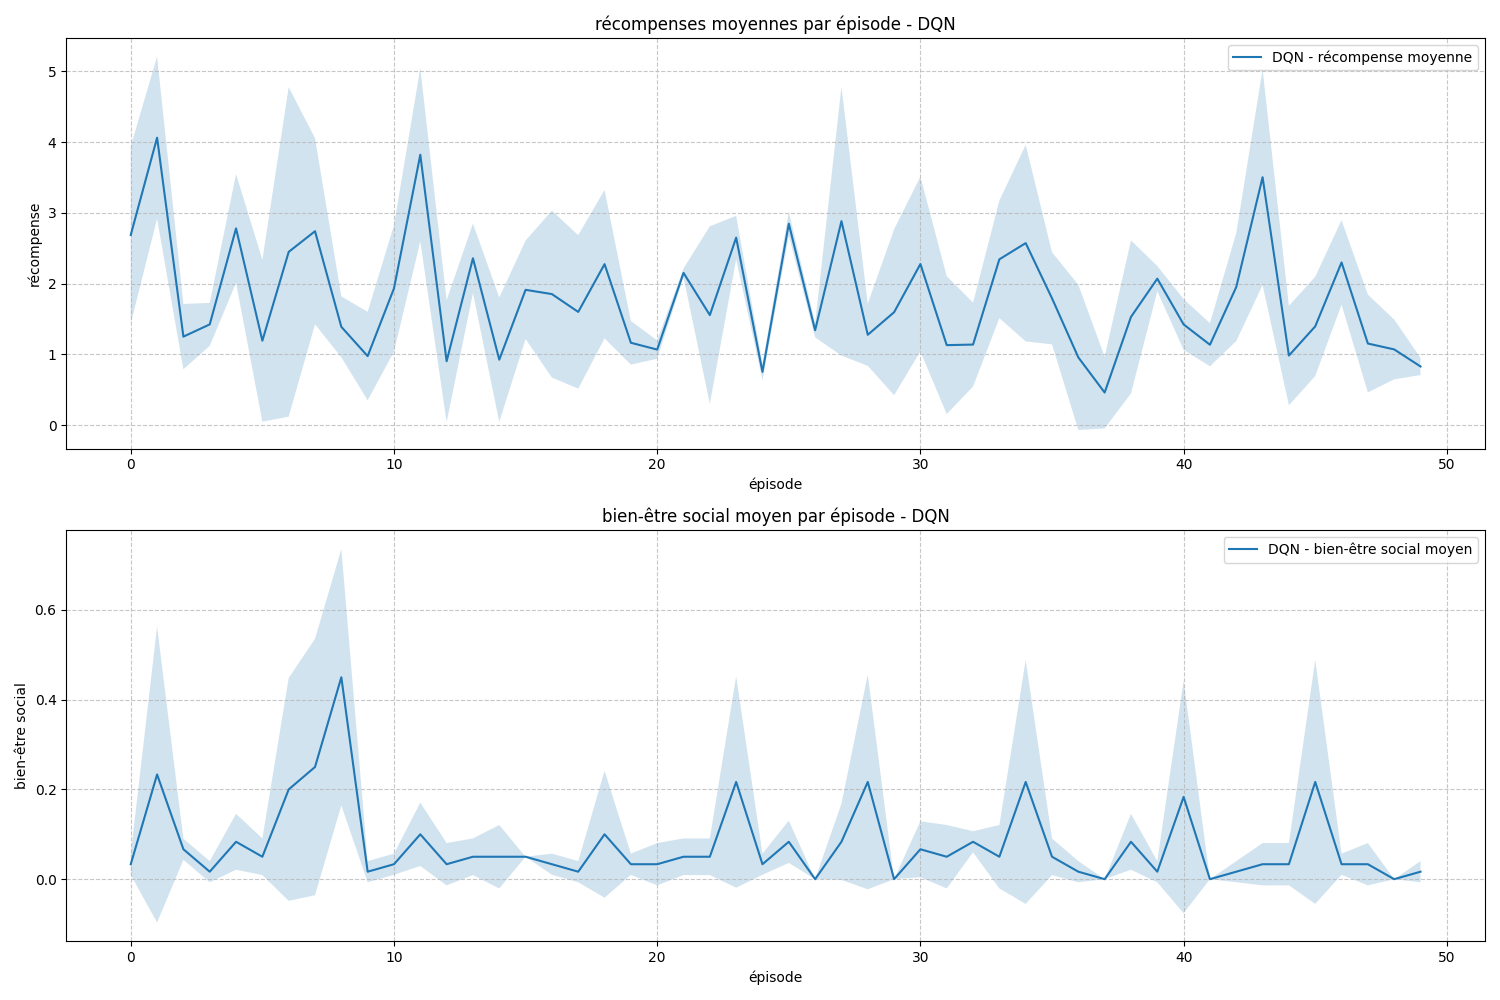 récompenses moyennes par épisode - DQN
DQN - récompense moyenne
récompense
5
4
3
2
1
0
0 10 20 30 40 50
épisode
bien-être social moyen par épisode - DQN
DQN - bien-être social moyen
bien-être social
0.6
0.4
0.2
0.0
0 10 20 30 40 50
épisode